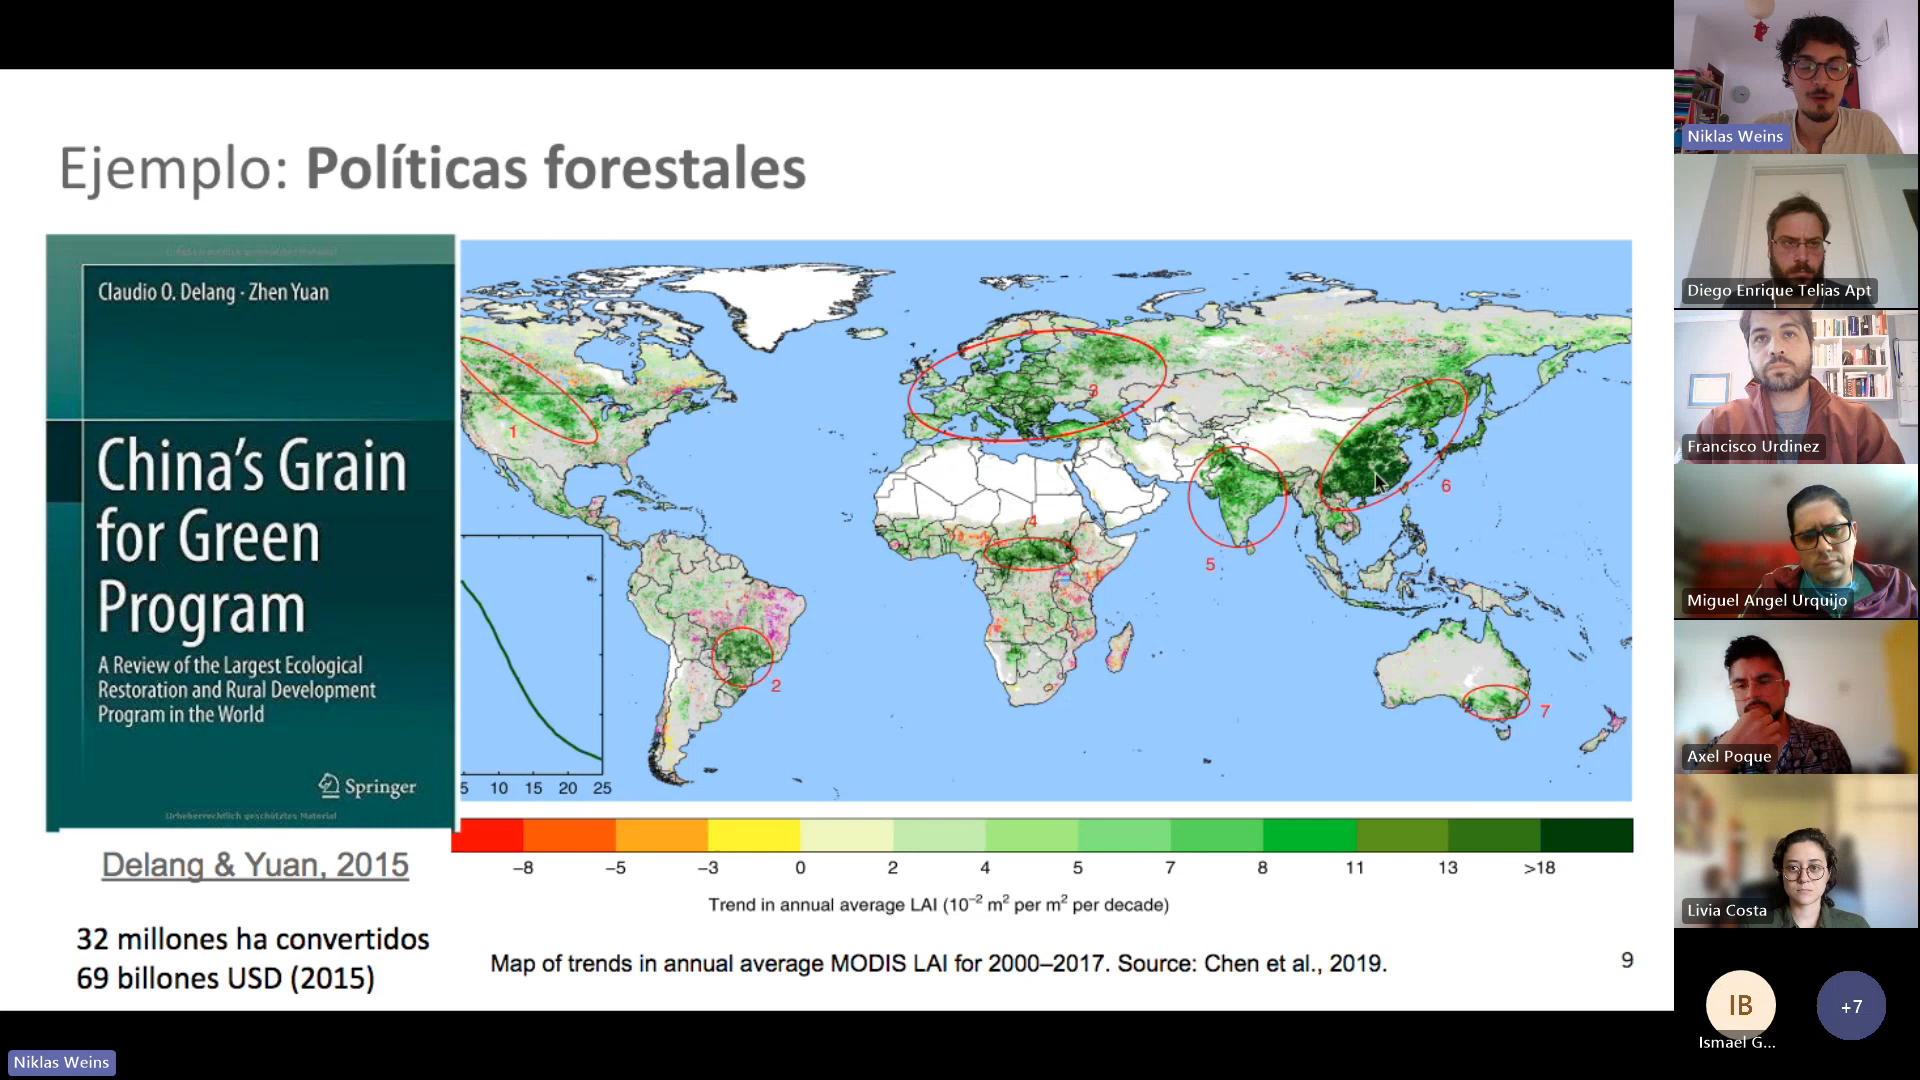 Ejemplo: Políticas forestales
Claudio O. Delang · Zhen Yuan
China's Grain
for Green
Program
A Review of the Largest Ecological
Restoration and Rural Development
Program in the World
Springer
Urheberrechtlich geschütztes Material
Delang & Yuan, 2015
32 millones ha convertidos
69 billones USD (2015)
1
2
3
4
5
6
7
5 10 15 20 25
−8 −5 −3 0 2 4 5 7 8 11 13 >18
Trend in annual average LAI (10⁻² m² per m² per decade)
Map of trends in annual average MODIS LAI for 2000–2017. Source: Chen et al., 2019.
9
Niklas Weins
Diego Enrique Telias Apt
Francisco Urdinez
Miguel Angel Urquijo
Axel Poque
Livia Costa
IB
Ismael G...
+7
Niklas Weins